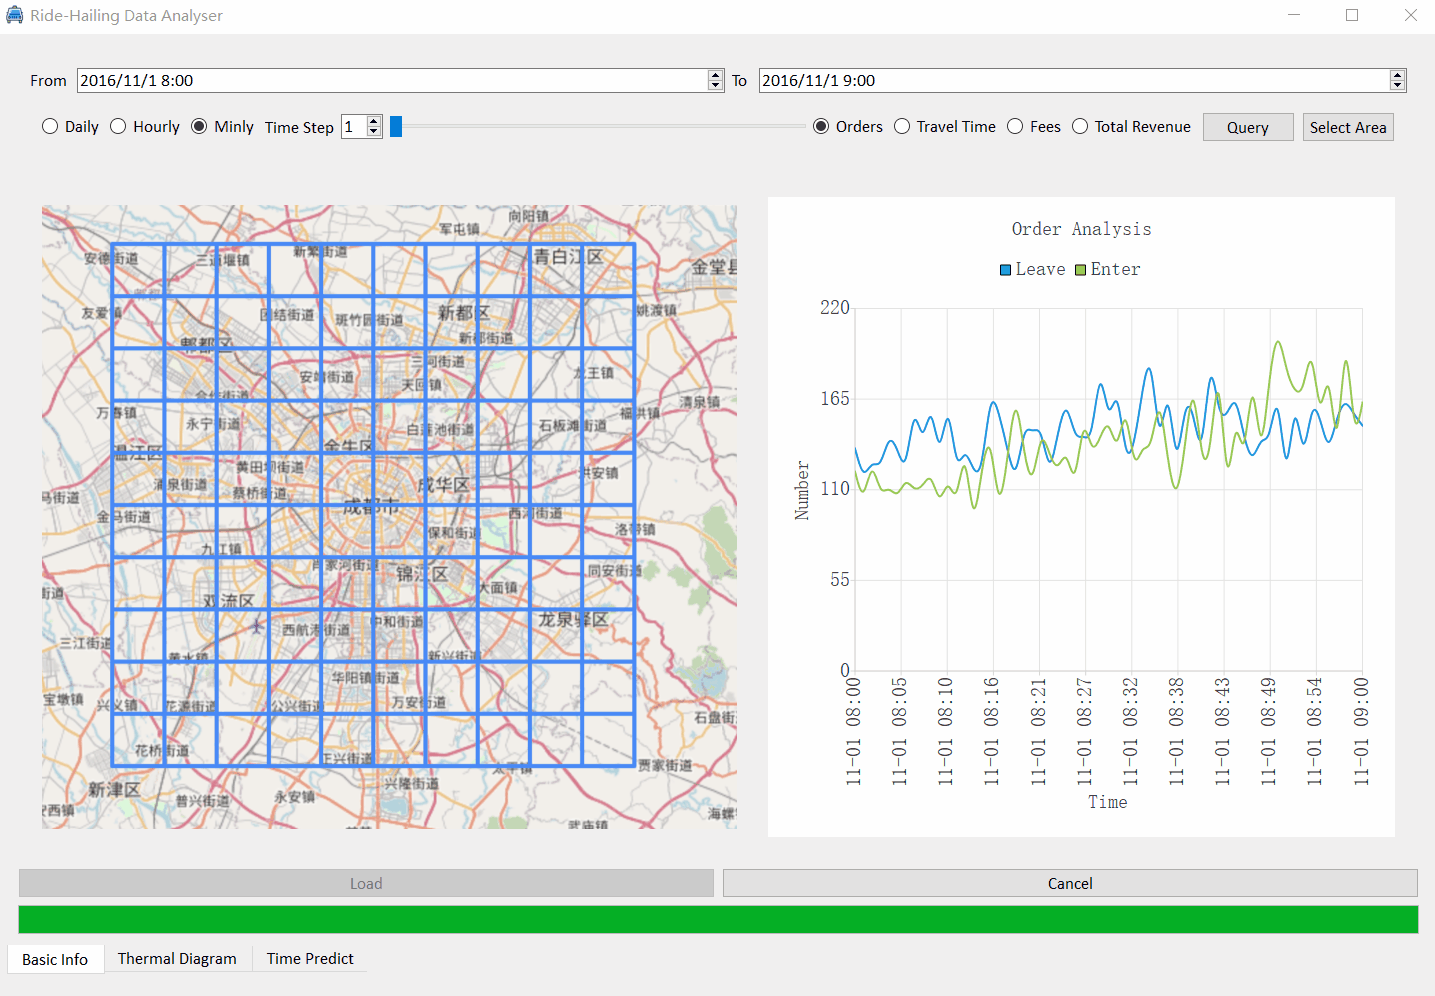 Ride-Hailing Data Analyser
From 2016/11/1 8:00 To 2016/11/1 9:00
Daily Hourly Minly Time Step 1 Orders Travel Time Fees Total Revenue Query Select Area
向阳镇
军屯镇
安德街道 三道堰镇 新繁街道 青白江区 金堂县
友爱镇 团结街道 斑竹园街道 新都区 姚渡镇
新都街道
郫都区
三河街道
安靖街道 天回镇 龙王镇
合作街道
万春镇 永宁街道 白莲池街道 石板滩街道 福洪镇 清泉镇
温江区 金牛区
黄田坝街道 洪安镇
马街道 涌泉街道 蔡桥街道 成华区
金马街道 成都市 西河街道
九江镇 保和街道 洛带镇
肖家河街道 锦江区 大面镇 同安街道
街道 双流区
三江街道 西航港街道 中和街道 龙泉驿区
黄水镇 新兴街道
宝墩镇 兴义镇 花源街道 公兴街道 华阳镇街道 万安街道 石盘街
花桥街道 正兴街道 太平镇 贾家街道
新津区 普兴街道 永安镇 兴隆街道
安西镇 武庙镇 海螺
Order Analysis
Leave Enter
220
165
110
55
0
Number
11-01 08:00
11-01 08:05
11-01 08:10
11-01 08:16
11-01 08:21
11-01 08:27
11-01 08:32
11-01 08:38
11-01 08:43
11-01 08:49
11-01 08:54
11-01 09:00
Time
Load Cancel
Basic Info Thermal Diagram Time Predict